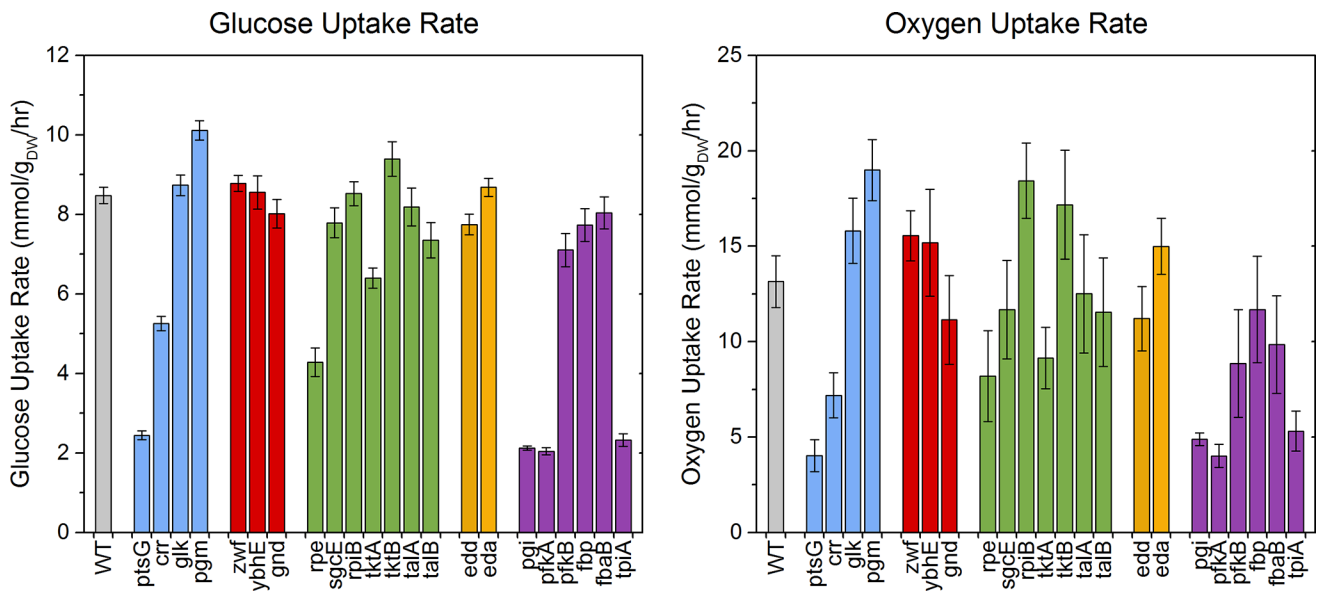 Glucose Uptake Rate
Glucose Uptake Rate (mmol/gDW/hr)
12
10
8
6
4
2
0
WT
ptsG
crr
glk
pgm
zwf
ybhE
gnd
rpe
sgcE
rpiB
tktA
tktB
talA
talB
edd
eda
pgi
pfkA
pfkB
fbp
fbaB
tpiA
Oxygen Uptake Rate
Oxygen Uptake Rate (mmol/gDW/hr)
25
20
15
10
5
0
WT
ptsG
crr
glk
pgm
zwf
ybhE
gnd
rpe
sgcE
rpiB
tktA
tktB
talA
talB
edd
eda
pgi
pfkA
pfkB
fbp
fbaB
tpiA